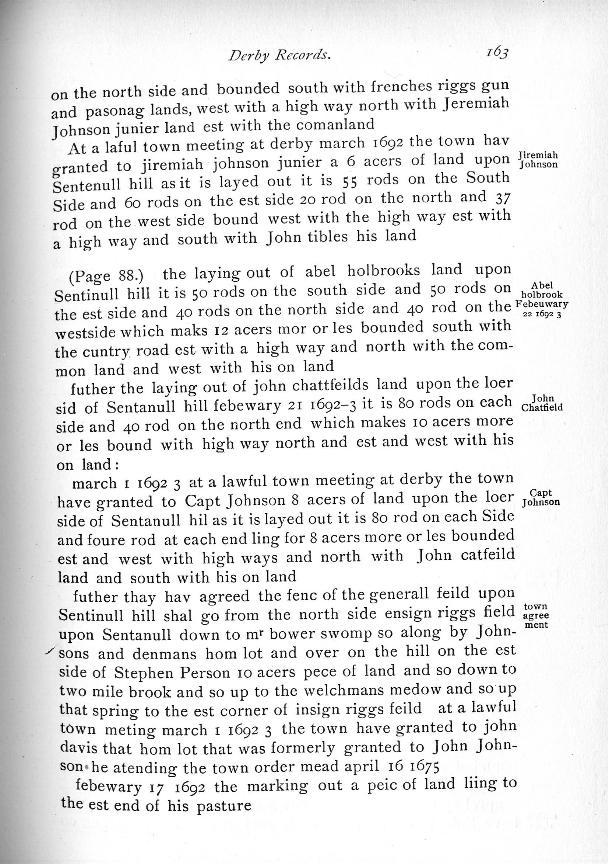 Derby Records. 163
on the north side and bounded south with frenches riggs gun
and pasonag lands, west with a high way north with Jeremiah
Johnson junier land est with the comanland
At a laful town meeting at derby march 1692 the town hav
granted to jiremiah johnson junier a 6 acers of land upon
Jiremiah
Johnson
Sentenull hill as it is layed out it is 55 rods on the South
Side and 60 rods on the est side 20 rod on the north and 37
rod on the west side bound west with the high way est with
a high way and south with John tibles his land
(Page 88.) the laying out of abel holbrooks land upon
Sentinull hill it is 50 rods on the south side and 50 rods on
Abel
holbrook
Febeuwary
22 1692 3
the est side and 40 rods on the north side and 40 rod on the
westside which maks 12 acers mor or les bounded south with
the cuntry road est with a high way and north with the com-
mon land and west with his on land
futher the laying out of john chattfeilds land upon the loer
sid of Sentanull hill febewary 21 1692-3 it is 80 rods on each
John
Chatfield
side and 40 rod on the north end which makes 10 acers more
or les bound with high way north and est and west with his
on land :
march 1 1692 3 at a lawful town meeting at derby the town
have granted to Capt Johnson 8 acers of land upon the loer
Capt
Johnson
side of Sentanull hil as it is layed out it is 80 rod on each Side
and foure rod at each end ling for 8 acers more or les bounded
est and west with high ways and north with John catfeild
land and south with his on land
futher thay hav agreed the fenc of the generall feild upon
Sentinull hill shal go from the north side ensign riggs field
town
agree
ment
upon Sentanull down to mr bower swomp so along by John-
sons and denmans hom lot and over on the hill on the est
side of Stephen Person 10 acers pece of land and so down to
two mile brook and so up to the welchmans medow and so up
that spring to the est corner of insign riggs feild at a lawful
town meting march 1 1692 3 the town have granted to john
davis that hom lot that was formerly granted to John John-
son he atending the town order mead april 16 1675
febewary 17 1692 the marking out a peic of land liing to
the est end of his pasture